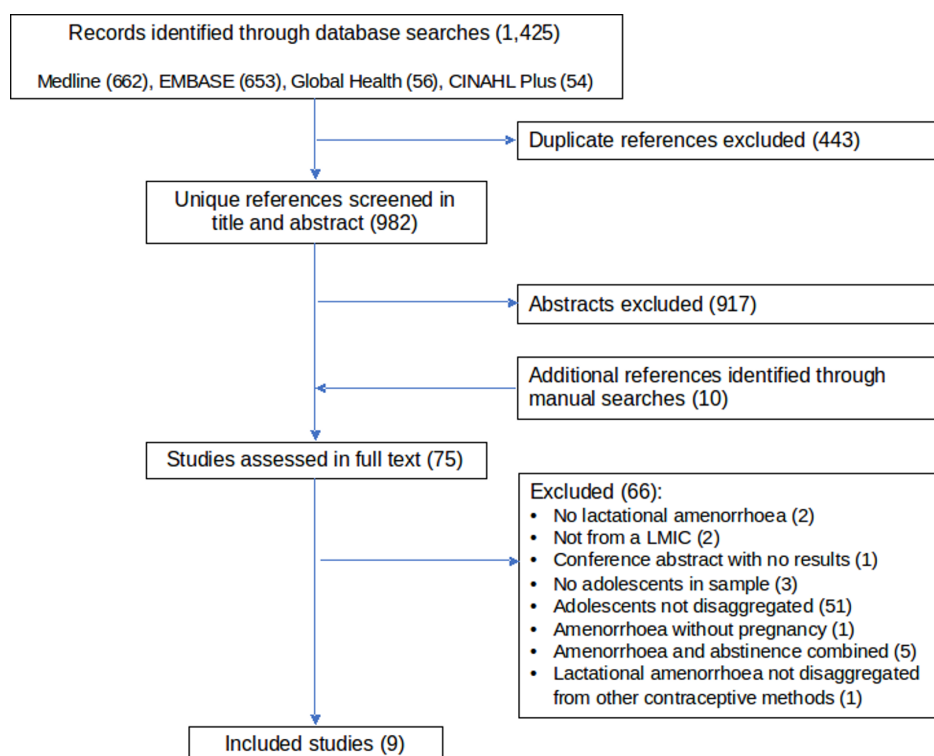 Records identified through database searches (1,425)
Medline (662), EMBASE (653), Global Health (56), CINAHL Plus (54)
Duplicate references excluded (443)
Unique references screened in
title and abstract (982)
Abstracts excluded (917)
Additional references identified through
manual searches (10)
Studies assessed in full text (75)
Excluded (66):
• No lactational amenorrhoea (2)
• Not from a LMIC (2)
• Conference abstract with no results (1)
• No adolescents in sample (3)
• Adolescents not disaggregated (51)
• Amenorrhoea without pregnancy (1)
• Amenorrhoea and abstinence combined (5)
• Lactational amenorrhoea not disaggregated
from other contraceptive methods (1)
Included studies (9)